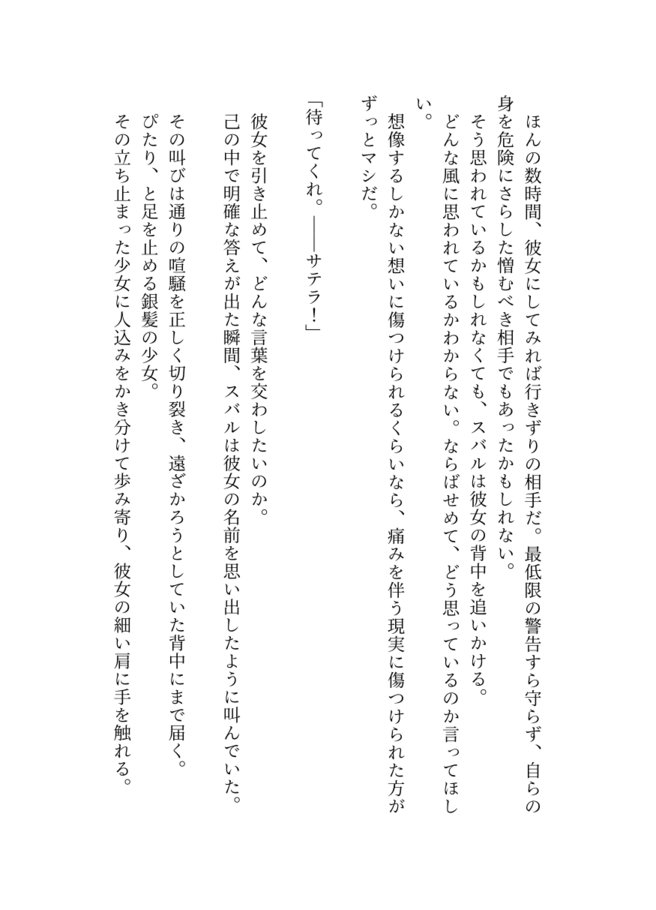 ほんの数時間、彼女にしてみれば行きずりの相手だ。最低限の警告すら守らず、自らの
身を危険にさらした憎むべき相手でもあったかもしれない。
そう思われているかもしれなくても、スバルは彼女の背中を追いかける。
どんな風に思われているかわからない。ならばせめて、どう思っているのか言ってほし
い。
想像するしかない想いに傷つけられるくらいなら、痛みを伴う現実に傷つけられた方が
ずっとマシだ。
「待ってくれ。――サテラ！」
彼女を引き止めて、どんな言葉を交わしたいのか。
己の中で明確な答えが出た瞬間、スバルは彼女の名前を思い出したように叫んでいた。
その叫びは通りの喧騒を正しく切り裂き、遠ざかろうとしていた背中にまで届く。
ぴたり、と足を止める銀髪の少女。
その立ち止まった少女に人込みをかき分けて歩み寄り、彼女の細い肩に手を触れる。